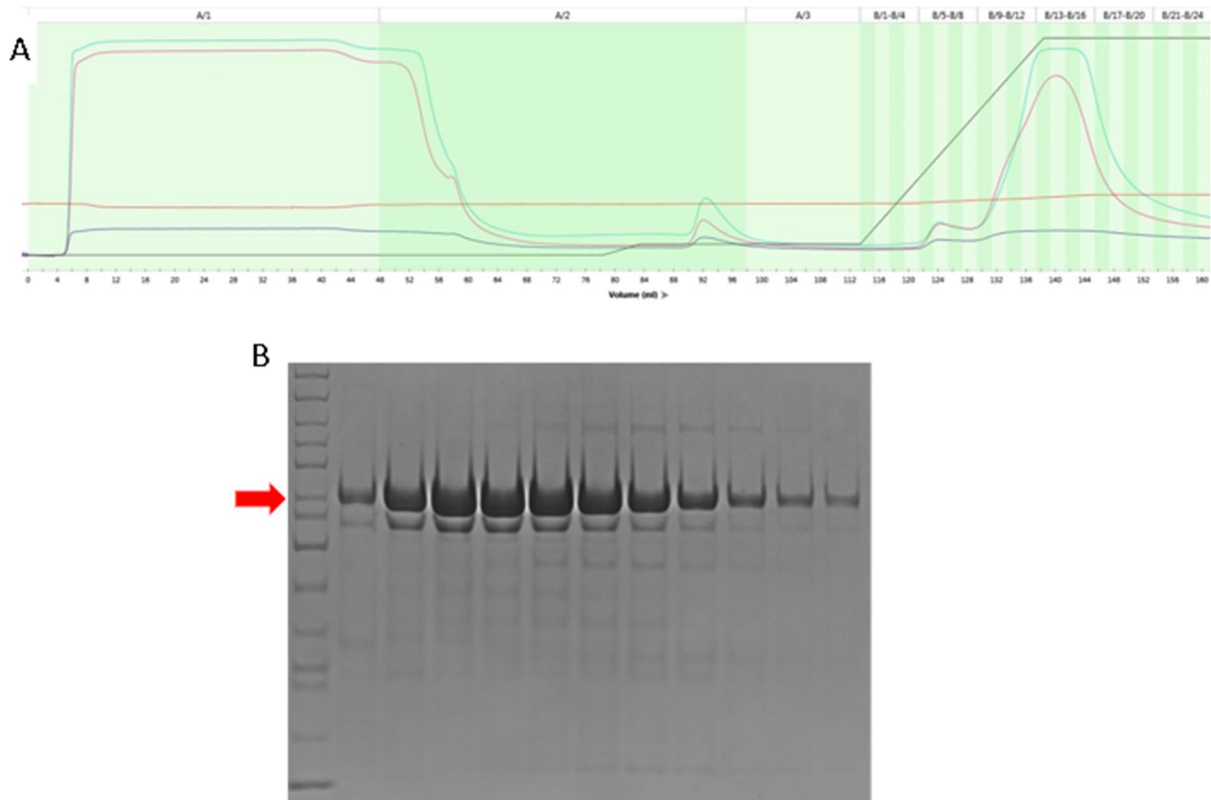 A/1 A/2 A/3 B/1-B/4 B/5-B/8 B/9-B/12 B/13-B/16 B/17-B/20 B/21-B/24
A
0 4 8 12 16 20 24 28 32 36 40 44 48 52 56 60 64 68 72 76 80 84 88 92 96 100 104 108 112 116 120 124 128 132 136 140 144 148 152 156 160
Volume (ml) >
B